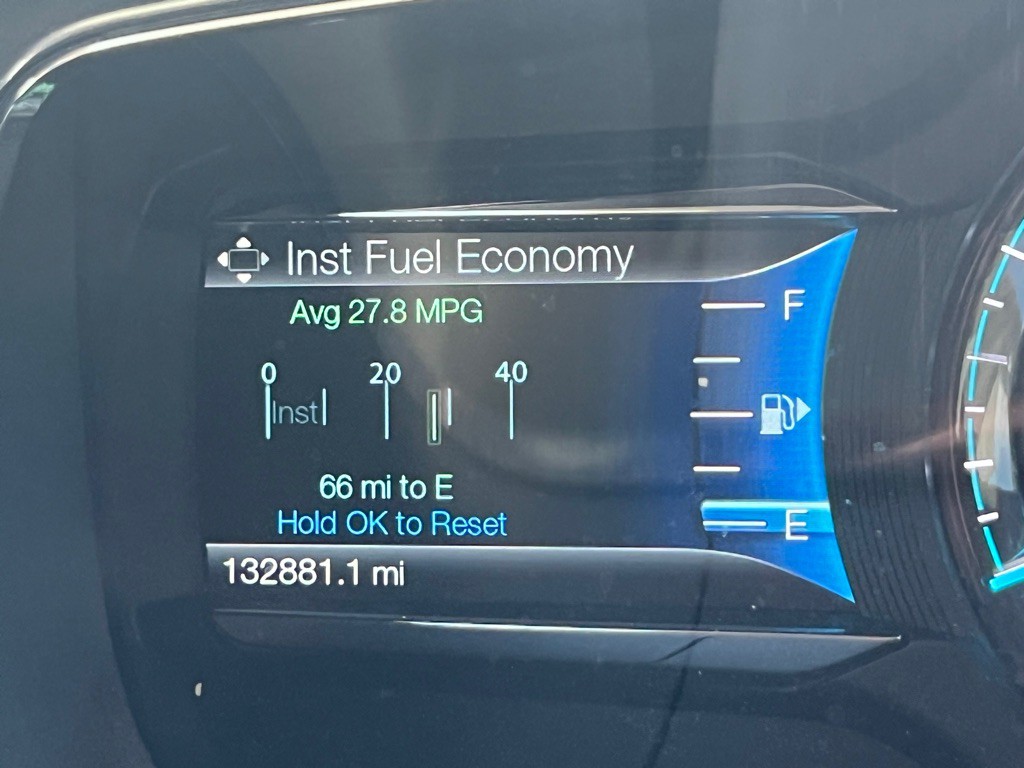 Inst Fuel Economy
Avg 27.8 MPG
F
0 20 40
Inst
66 mi to E
Hold OK to Reset
E
132881.1 mi